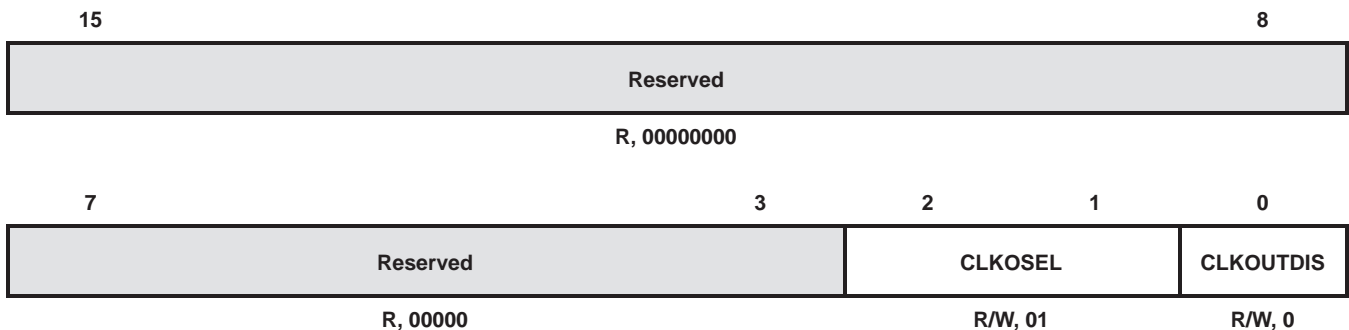 15 8
Reserved
R, 00000000
7 3 2 1 0
Reserved CLKOSEL CLKOUTDIS
R, 00000 R/W, 01 R/W, 0